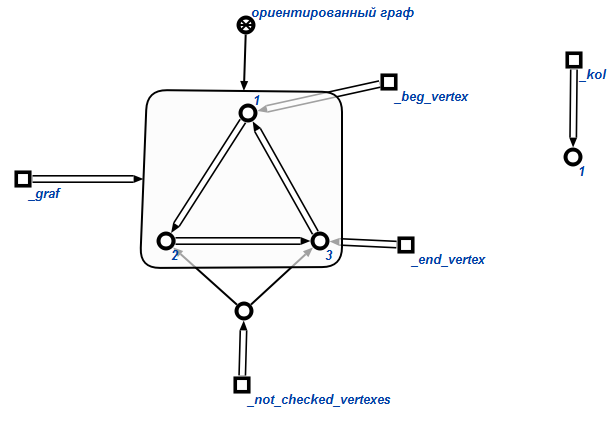 ориентированный граф
_kol
1
_beg_vertex
1
_graf
2
3
_end_vertex
_not_checked_vertexes